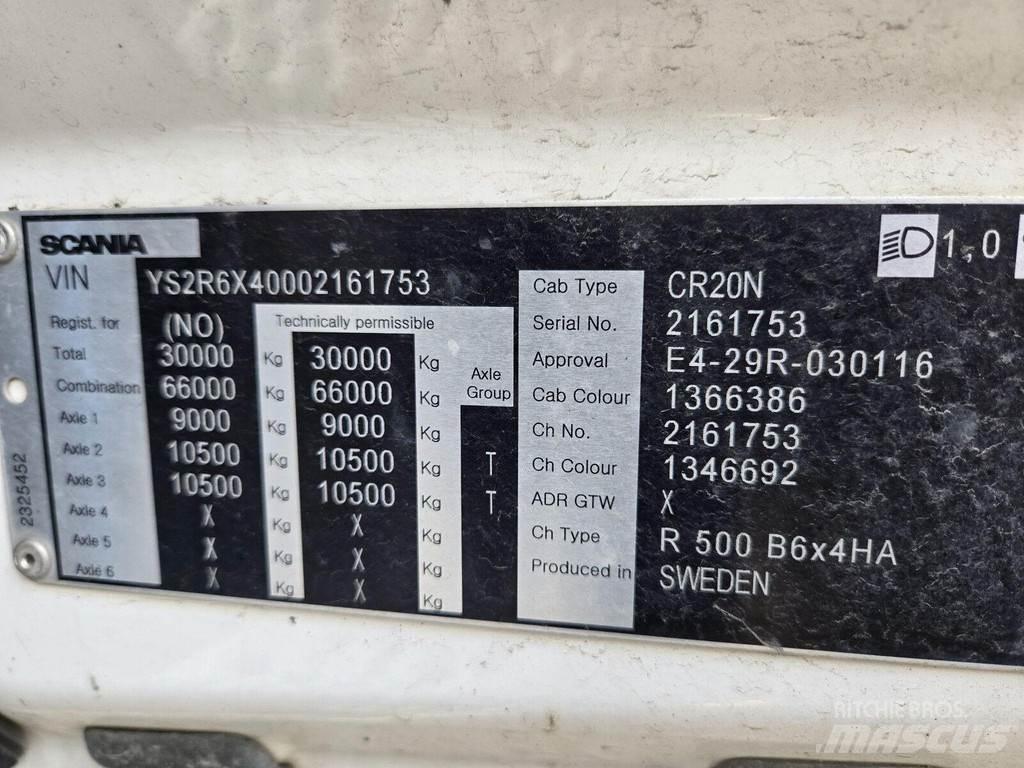 SCANIA
1,0
VIN YS2R6X40002161753
Regist. for (NO) Technically permissible
Total 30000 Kg 30000 Kg Axle
Group
Combination 66000 Kg 66000 Kg
Axle 1 9000 Kg 9000 Kg
Axle 2 10500 Kg 10500 Kg T
Axle 3 10500 Kg 10500 Kg T
Axle 4 X Kg X Kg
Axle 5 X Kg X Kg
Axle 6 X Kg X Kg
2325452
Cab Type CR20N
Serial No. 2161753
Approval E4-29R-030116
Cab Colour 1366386
Ch No. 2161753
Ch Colour 1346692
ADR GTW X
Ch Type R 500 B6x4HA
Produced in SWEDEN
RITCHIE BROS.
MASCUS